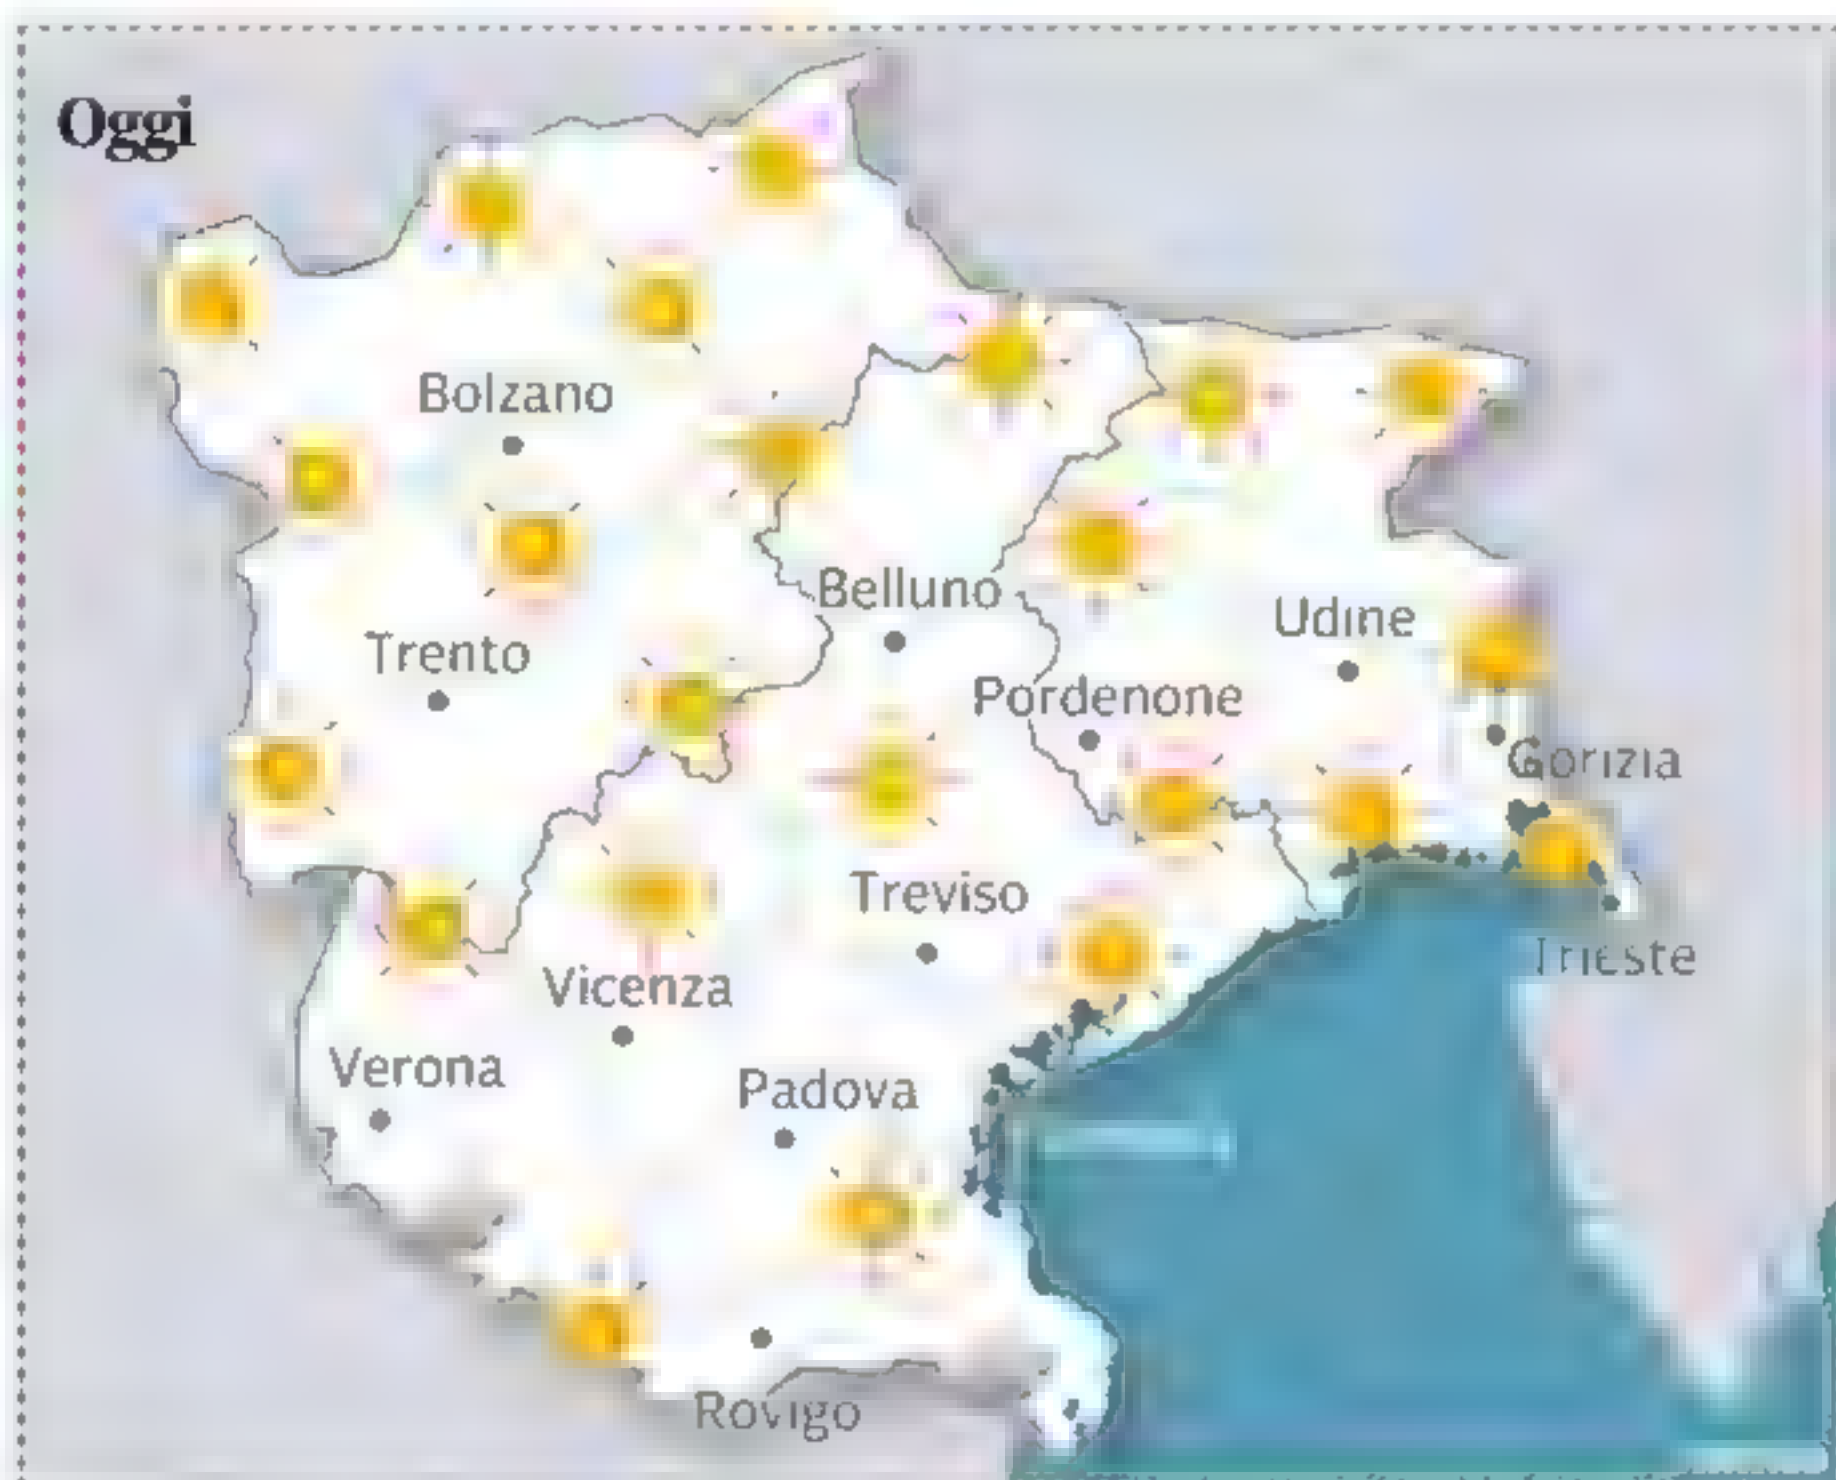 Oggi
Bolzano
Belluno
Udine
Trento
Pordenone
Gorizia
Treviso
Trieste
Vicenza
Verona
Padova
Rovigo